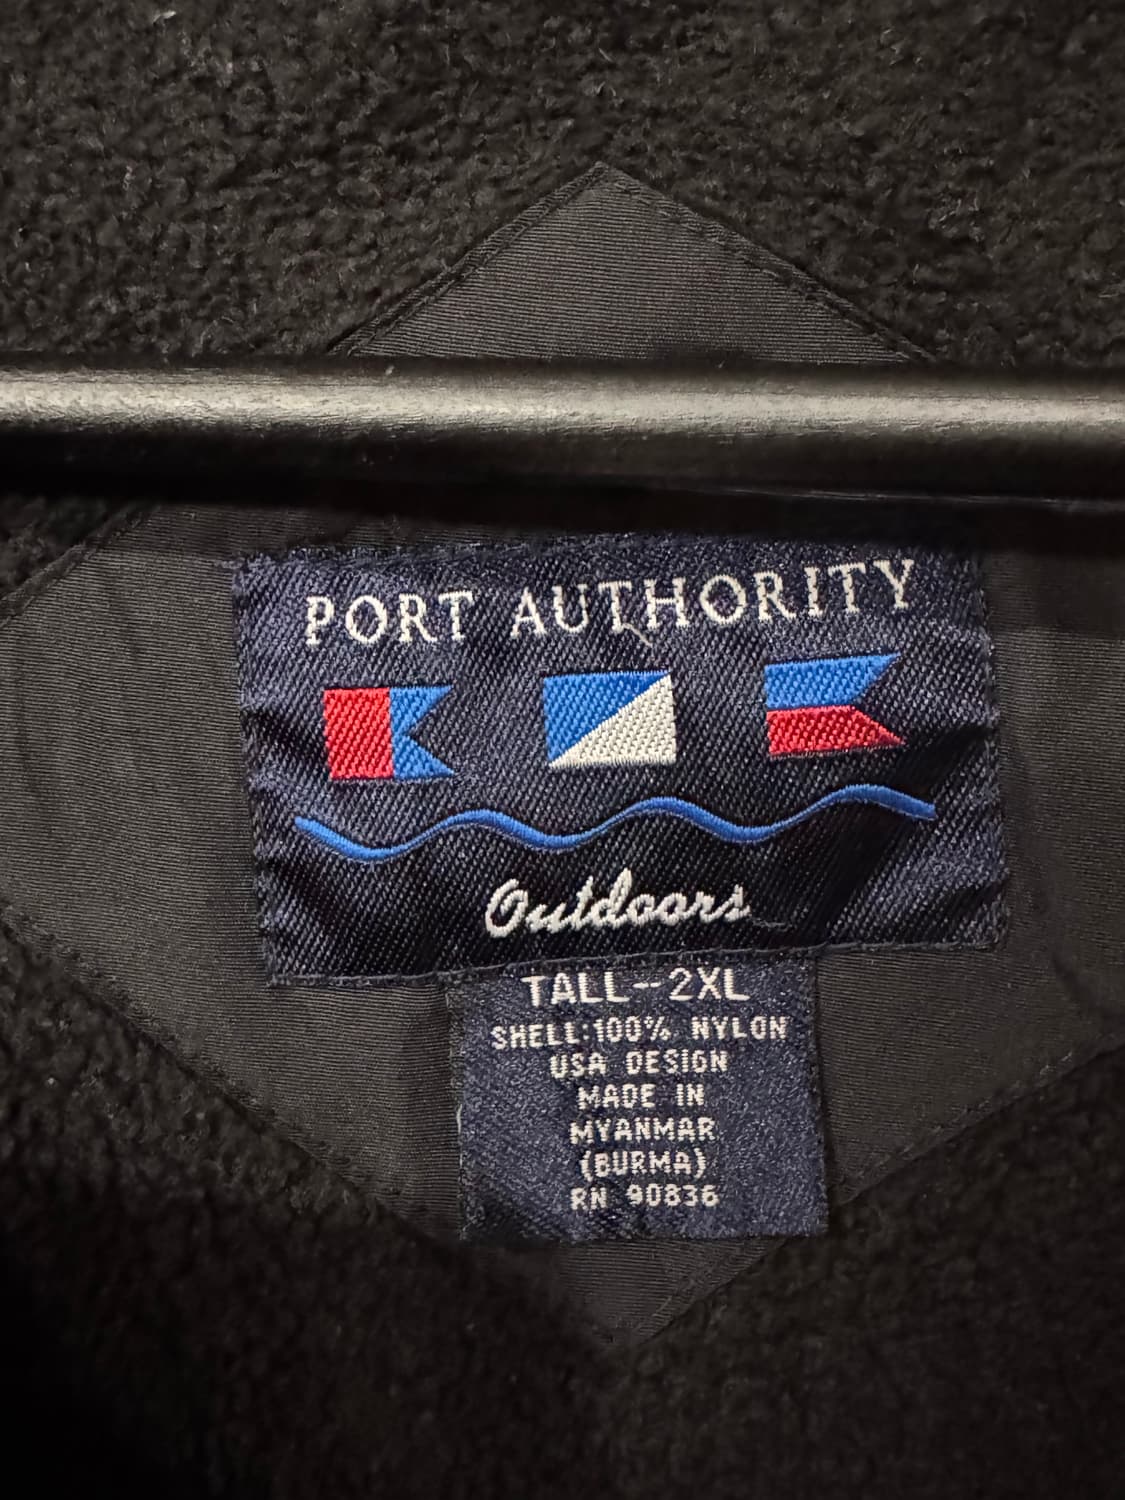 PORT AUTHORITY
Outdoors
TALL--2XL
SHELL:100% NYLON
USA DESIGN
MADE IN
MYANMAR
(BURMA)
RN 90836